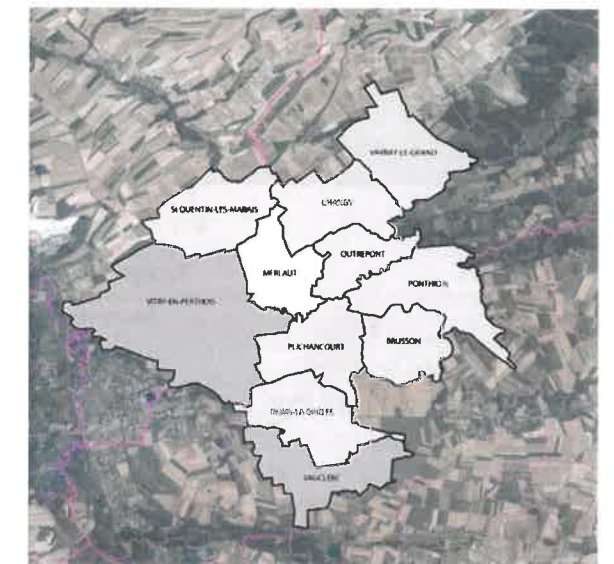 VAVRAY-LE-GRAND
CHANGY
St QUENTIN-LES-MARAIS
OUTREPONT
MERLAUT
PONTHION
VITRY-EN-PERTHOIS
PLICHANCOURT
BRUSSON
VAUCLERC